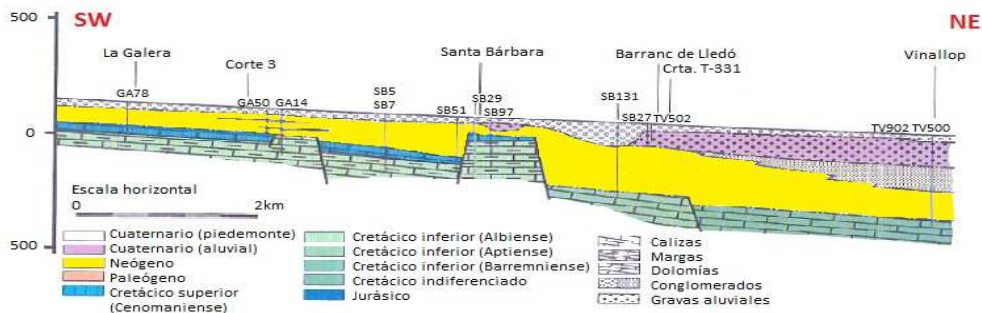 500
SW
NE
La Galera
Corte 3
Santa Bárbara
Barranc de Lledó
Crta. T-331
Vinallop
GA78
GA50 GA14
SB5
SB7
SB51
SB29
SB97
SB131
SB27 TV502
TV902 TV500
0
500
Escala horizontal
0 2km
Cuaternario (piedemonte)
Cuaternario (aluvial)
Neógeno
Paleógeno
Cretácico superior
(Cenomaniense)
Cretácico inferior (Albiense)
Cretácico inferior (Aptiense)
Cretácico inferior (Barremniense)
Cretácico indiferenciado
Jurásico
Calizas
Margas
Dolomías
Conglomerados
Gravas aluviales